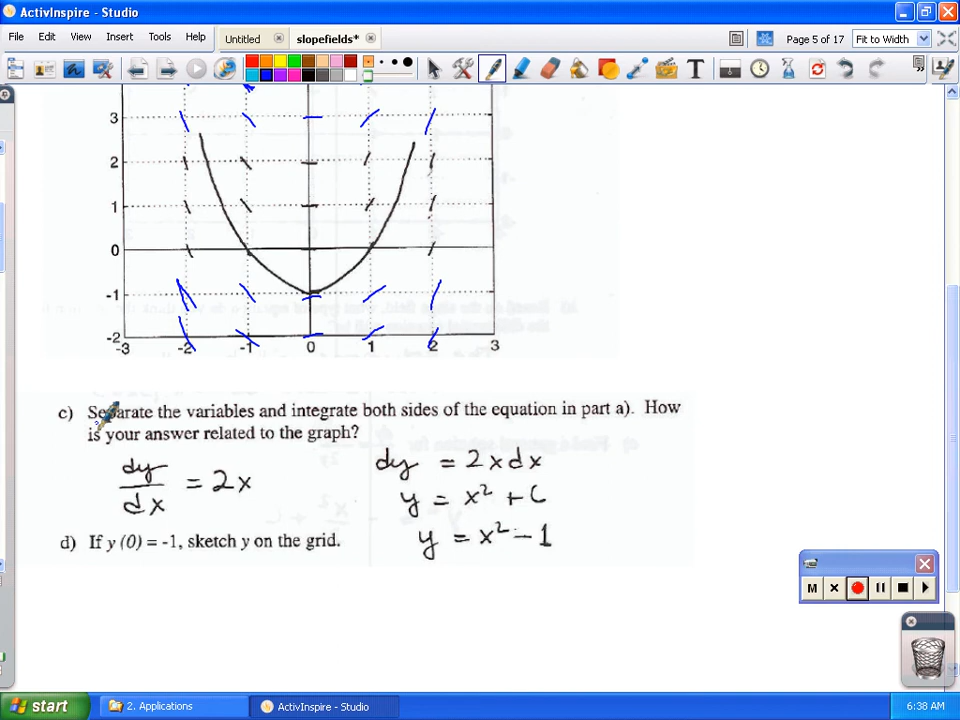 ActivInspire - Studio
File Edit View Insert Tools Help
Untitled
slopefields*
Page 5 of 17
Fit to Width
T
3
2
1
0
-1
-2
-3 -2 -1 0 1 2 3
c) Separate the variables and integrate both sides of the equation in part a). How
is your answer related to the graph?
dy/dx = 2x
dy = 2xdx
y = x² + C
y = x² - 1
d) If y (0) = -1, sketch y on the grid.
M
start
2. Applications
ActivInspire - Studio
6:38 AM